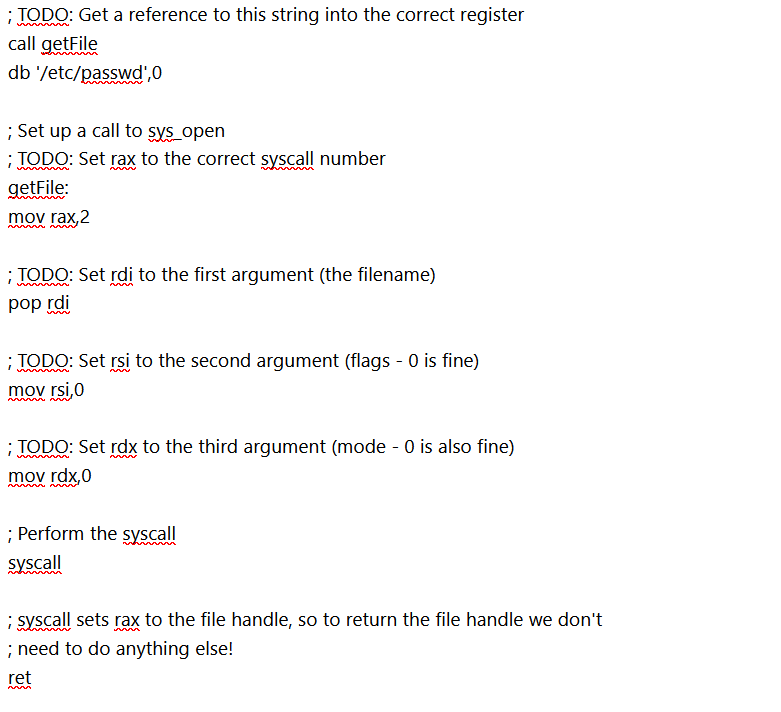 ; TODO: Get a reference to this string into the correct register
call getFile
db '/etc/passwd',0
; Set up a call to sys_open
; TODO: Set rax to the correct syscall number
getFile:
mov rax,2
; TODO: Set rdi to the first argument (the filename)
pop rdi
; TODO: Set rsi to the second argument (flags - 0 is fine)
mov rsi,0
; TODO: Set rdx to the third argument (mode - 0 is also fine)
mov rdx,0
; Perform the syscall
syscall
; syscall sets rax to the file handle, so to return the file handle we don't
; need to do anything else!
ret